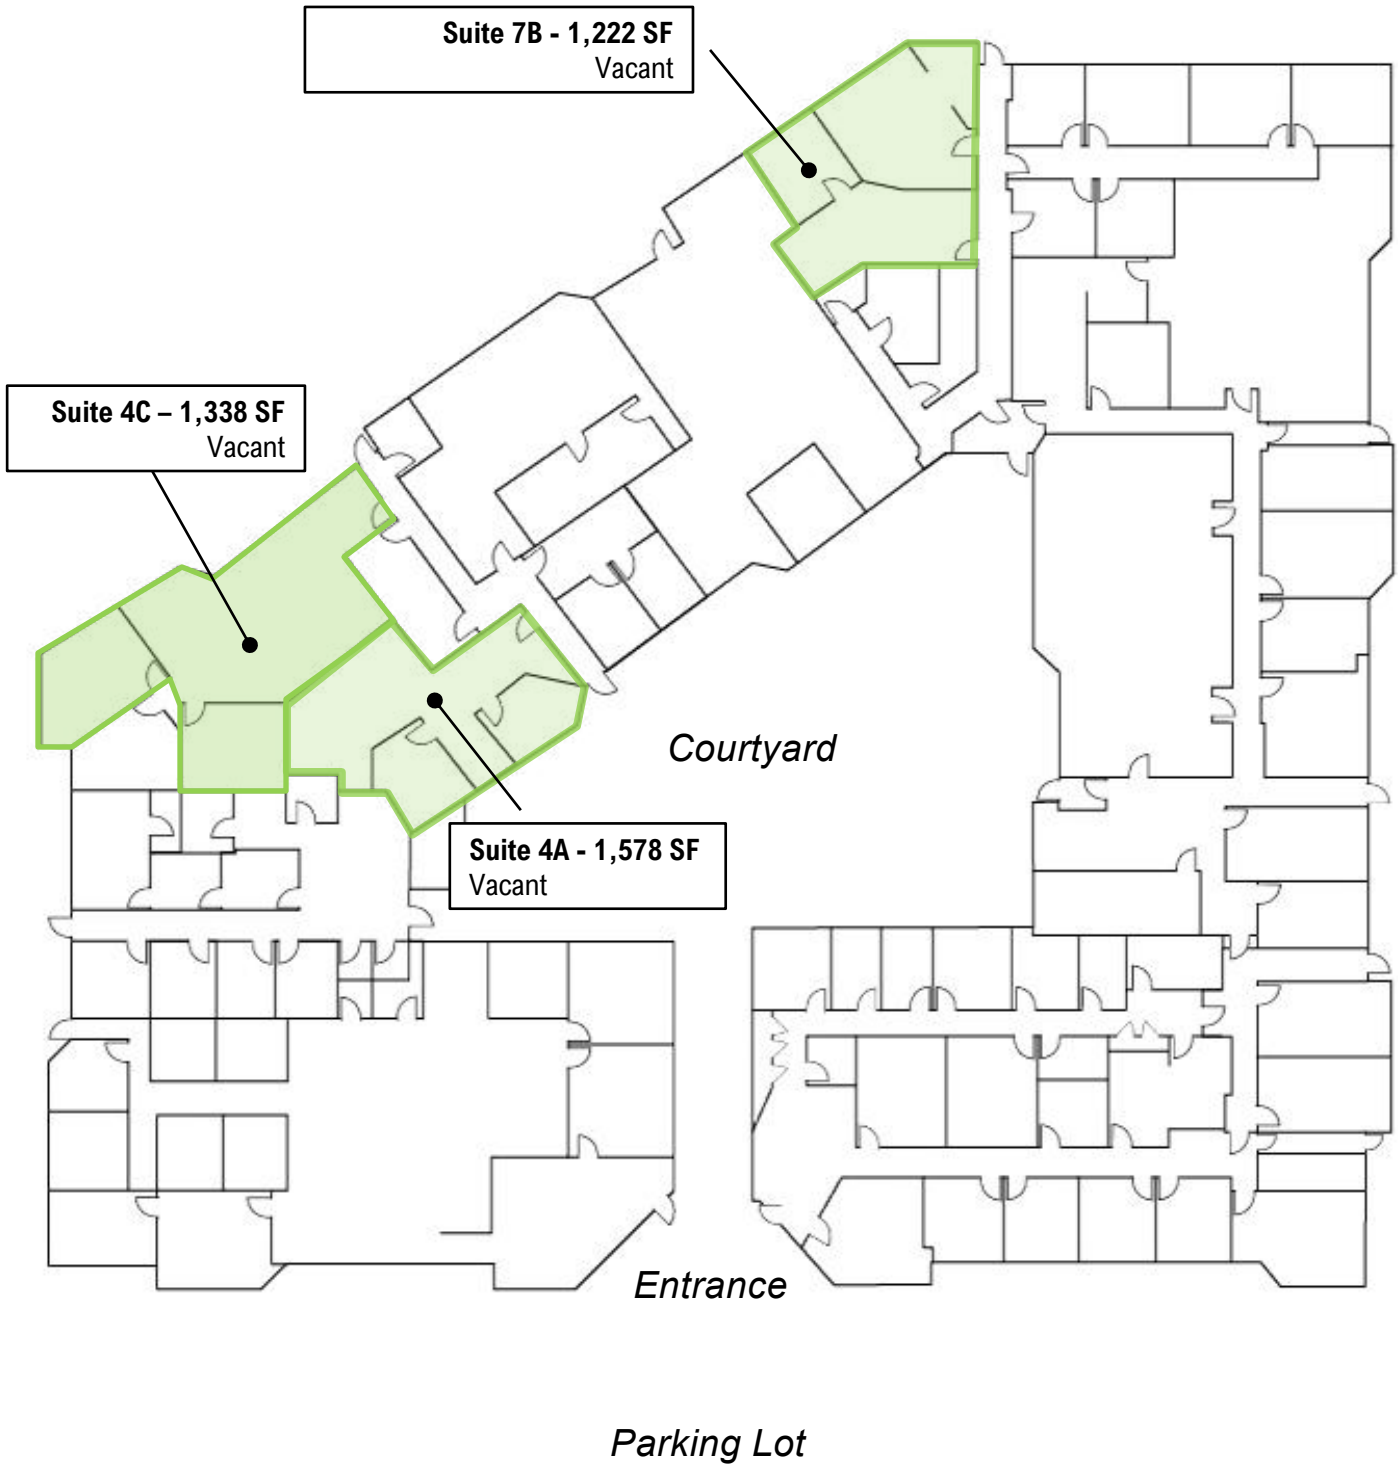 Suite 7B - 1,222 SF
Vacant
Suite 4C – 1,338 SF
Vacant
Courtyard
Suite 4A - 1,578 SF
Vacant
Entrance
Parking Lot